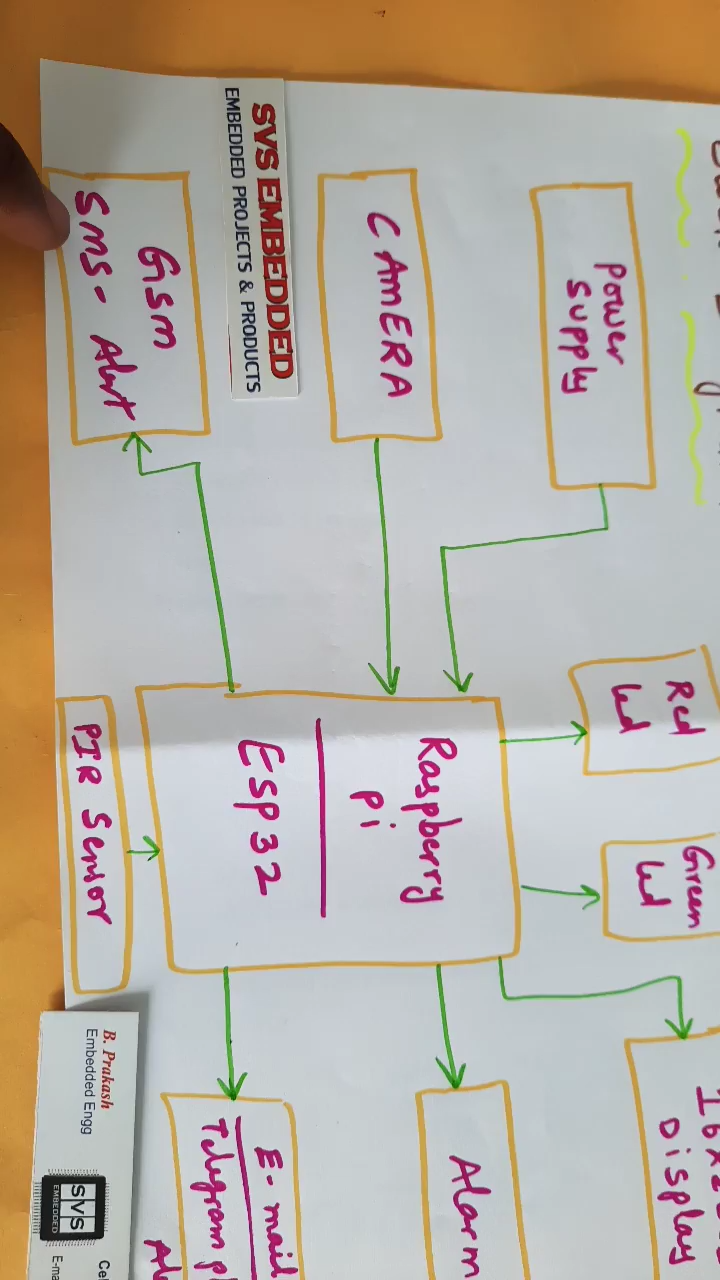 Power
Supply
CAMERA
SVS EMBEDDED
EMBEDDED PROJECTS & PRODUCTS
GSM
SMS- Alert
Red
Led
Green
Led
Raspberry
Pi
Esp32
PIR Sensor
Display
Alarm
E-mail
Telegram
B. Prakash
Embedded Engg
SVS
EMBEDDED